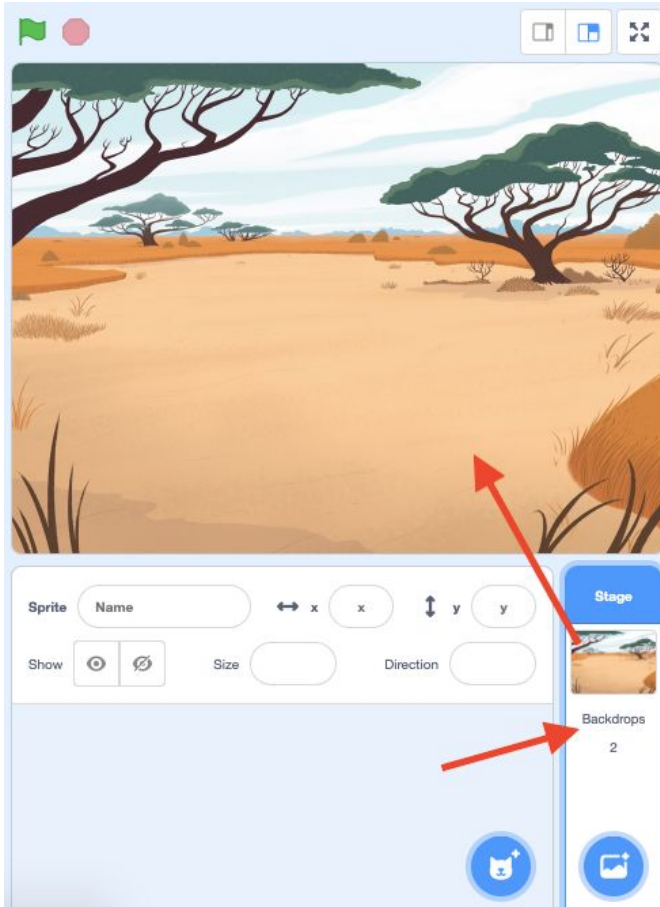 Stage
Sprite Name x x y y
Show Size Direction
Backdrops
2